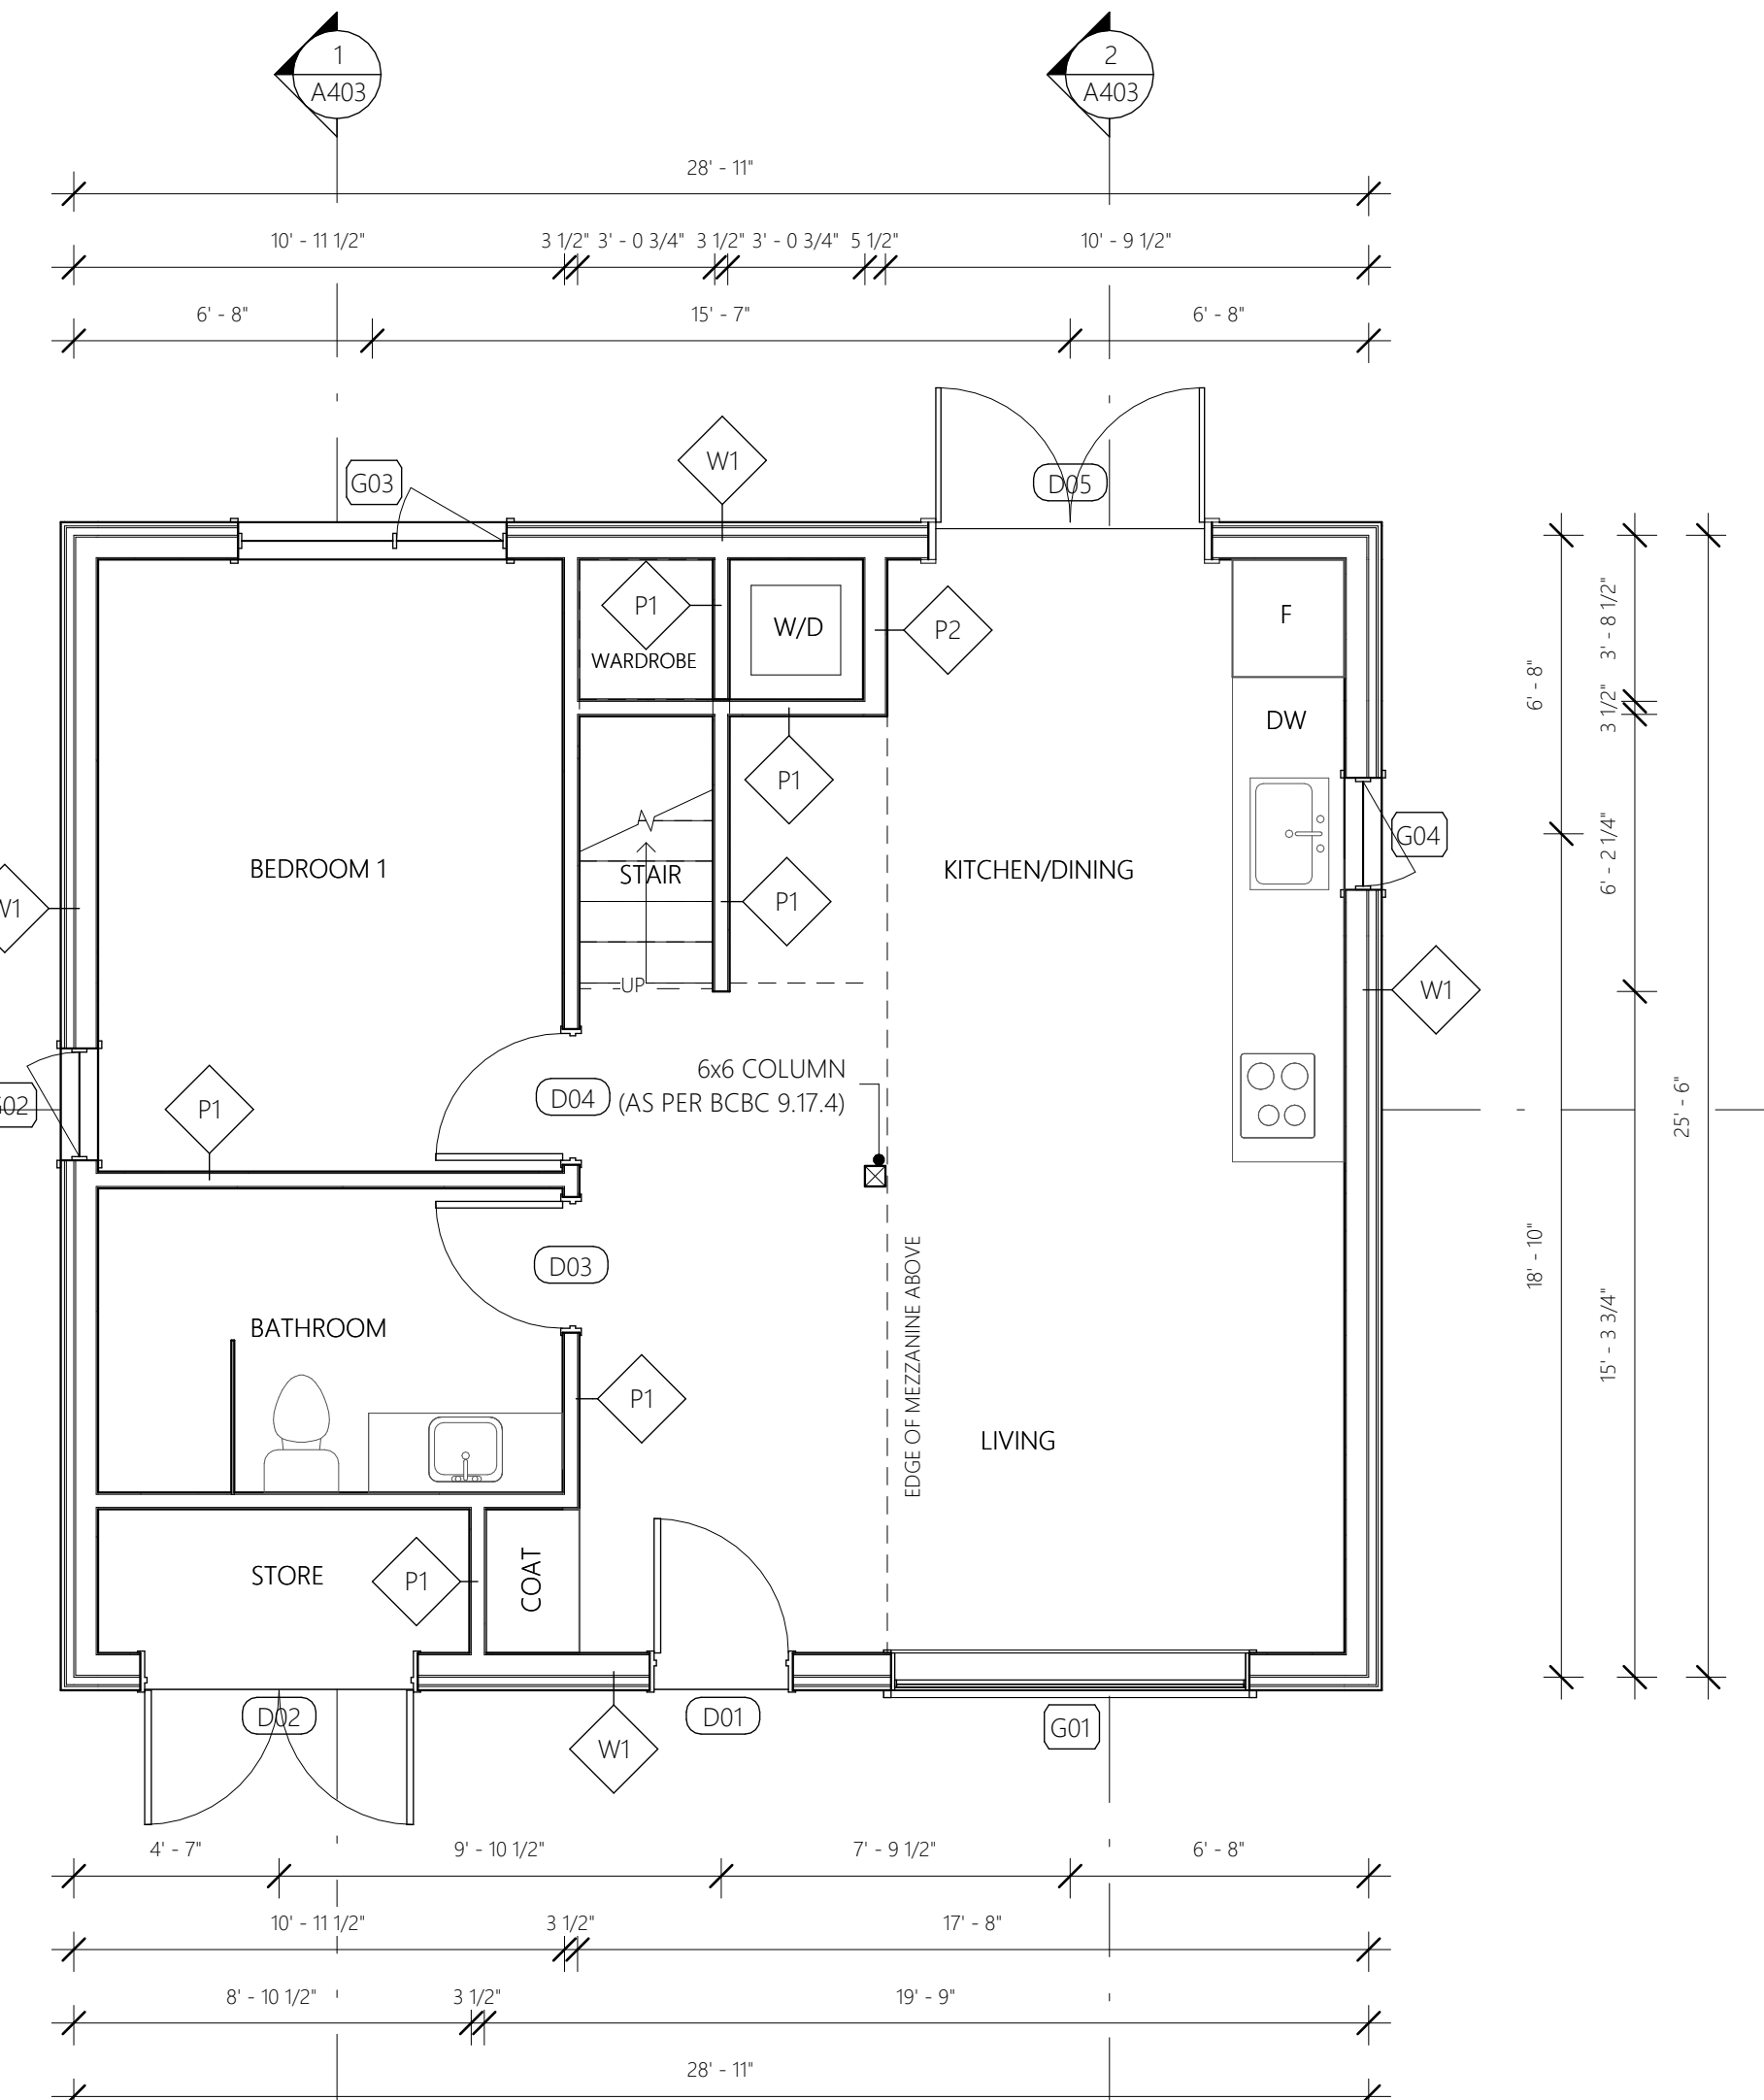 1
A403
2
A403
28' - 11"
10' - 11 1/2"
3 1/2"
3' - 0 3/4"
3 1/2"
3' - 0 3/4"
5 1/2"
10' - 9 1/2"
6' - 8"
15' - 7"
6' - 8"
G03
W1
D05
P1
WARDROBE
W/D
P2
F
DW
P1
6' - 8"
3' - 8 1/2"
3 1/2"
G04
BEDROOM 1
STAIR
KITCHEN/DINING
P1
6' - 2 1/4"
W1
UP
W1
P1
D04
6x6 COLUMN
(AS PER BCBC 9.17.4)
25' - 6"
D03
18' - 10"
BATHROOM
EDGE OF MEZZANINE ABOVE
15' - 3 3/4"
P1
LIVING
STORE
P1
COAT
D02
D01
G01
W1
4' - 7"
9' - 10 1/2"
7' - 9 1/2"
6' - 8"
10' - 11 1/2"
3 1/2"
17' - 8"
8' - 10 1/2"
3 1/2"
19' - 9"
28' - 11"